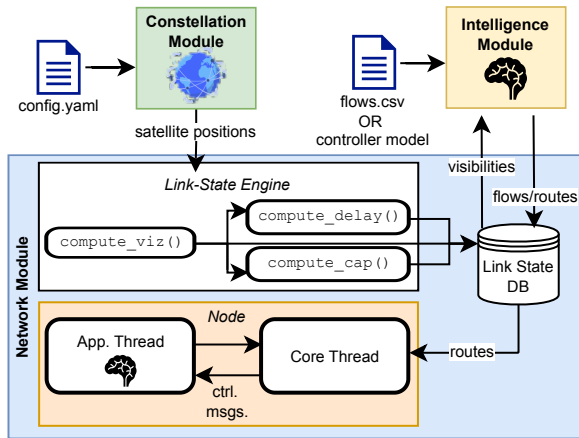 Constellation
Module
config.yaml
Intelligence
Module
flows.csv
OR
controller model
satellite positions
visibilities
flows/routes
Network Module
Link-State Engine
compute_viz()
compute_delay()
compute_cap()
Link State
DB
Node
App. Thread
Core Thread
ctrl.
msgs.
routes